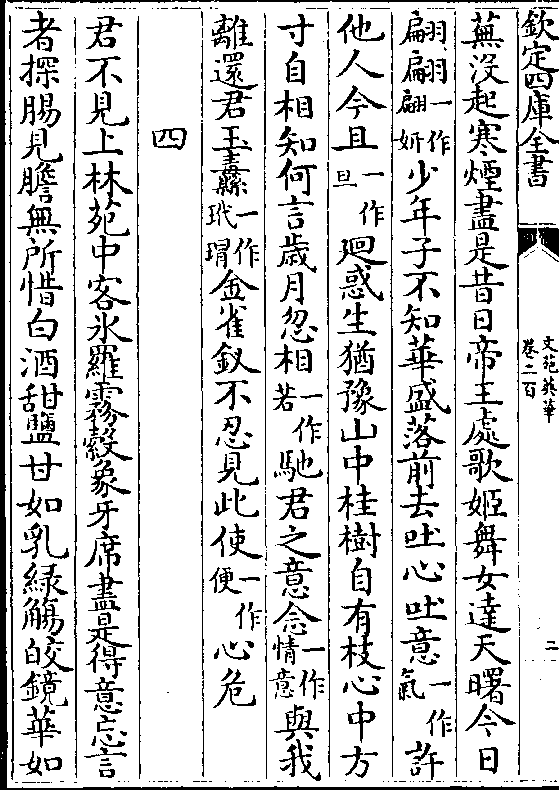 欽定四庫全書
文苑英華
卷二百
二
蕪沒起寒煙盡是昔日帝王處歌姬舞女達天曙今日
翩翩一作扁翩妍少年子不知華盛落前去吐心吐意一作氣許
他人今且一作旦廻惑生猶豫山中桂樹自有枝心中方
寸自相知何言歲月忽相一作若馳君之意念一作情意與我
離還君玉纛一作玳瑁金雀釵不忍見此使一作便心危
四
君不見上林苑中客氷羅霧縠象牙席盡是得意忘言
者探腸見膽無所惜白酒甜鹽甘如乳綠觴皎鏡華如